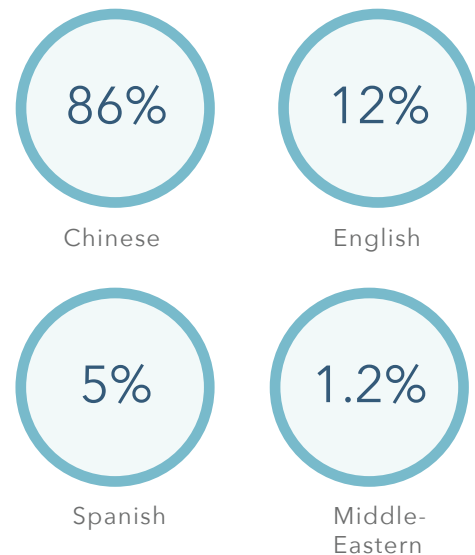 86%
12%
Chinese
English
5%
1.2%
Spanish
Middle-
Eastern